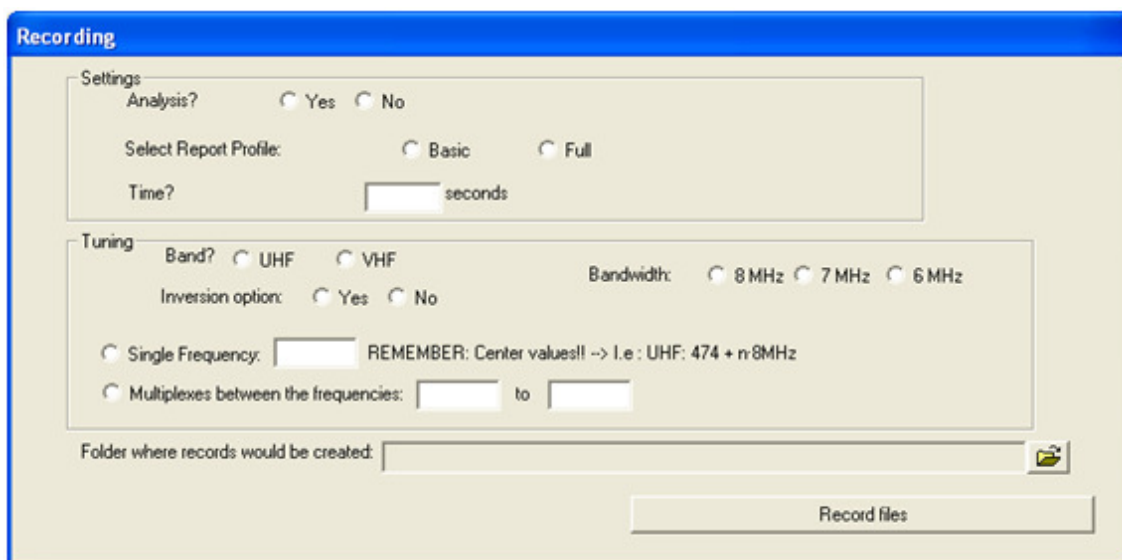 Recording
Settings
Analysis? Yes No
Select Report Profile: Basic Full
Time? seconds
Tuning
Band? UHF VHF
Bandwidth: 8 MHz 7 MHz 6 MHz
Inversion option: Yes No
Single Frequency: REMEMBER: Center values!! --> I.e : UHF: 474 + n·8MHz
Multiplexes between the frequencies: to
Folder where records would be created:
Record files